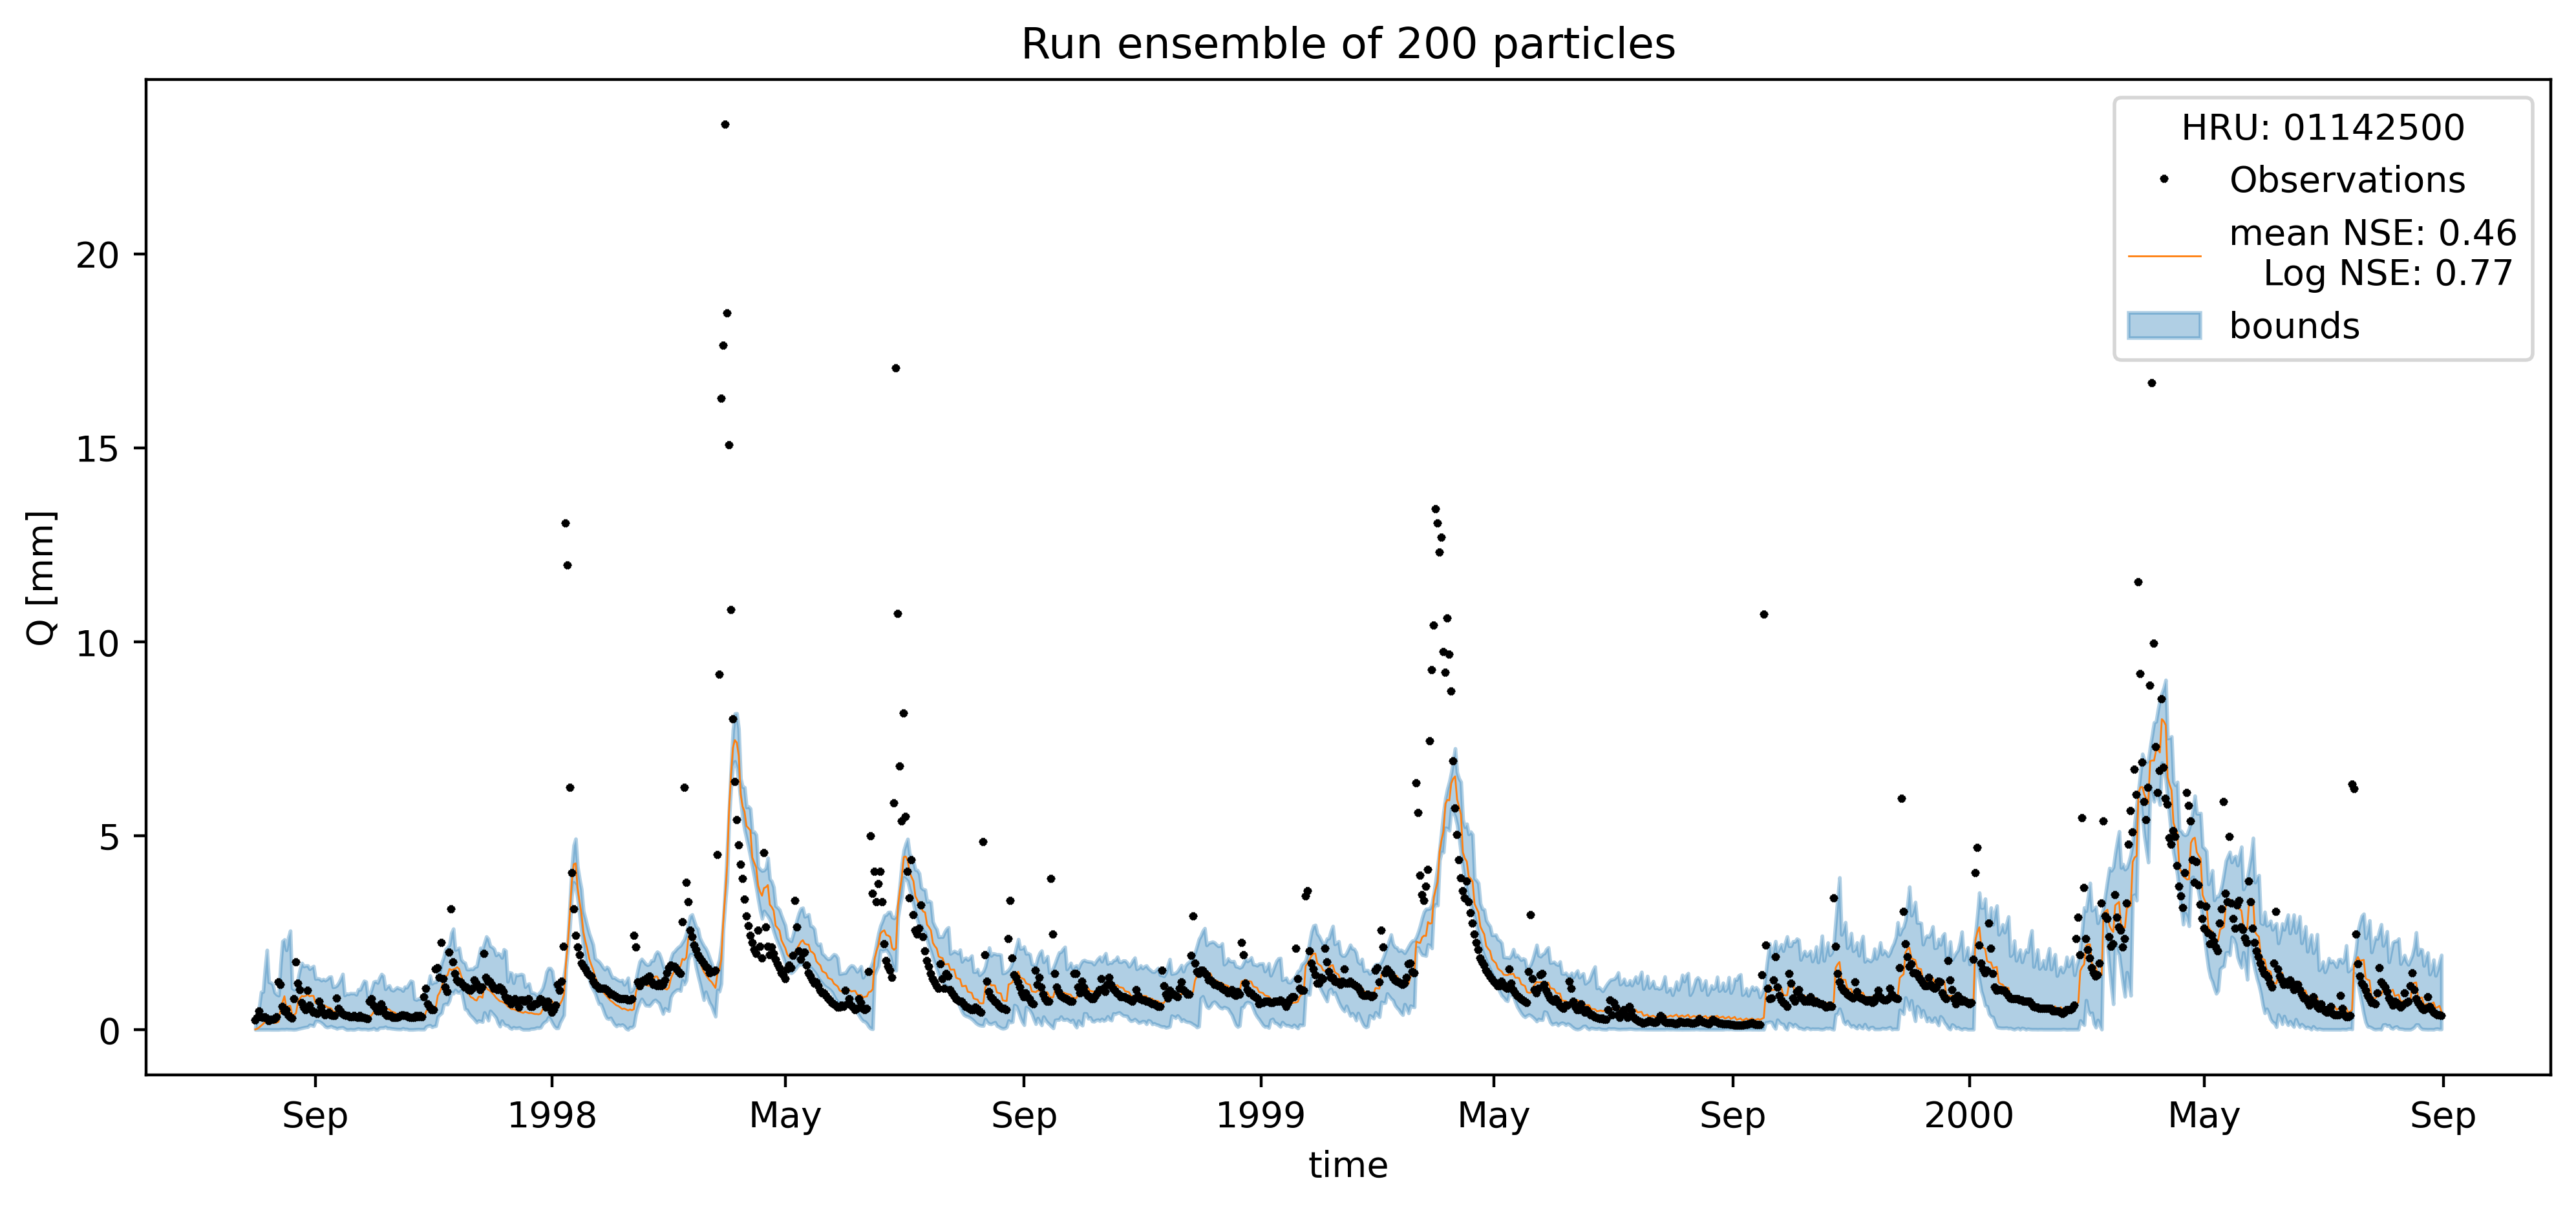 Run ensemble of 200 particles
HRU: 01142500
Observations
mean NSE: 0.46
Log NSE: 0.77
bounds
Q [mm]
20
15
10
5
0
Sep 1998 May Sep 1999 May Sep 2000 May Sep
time